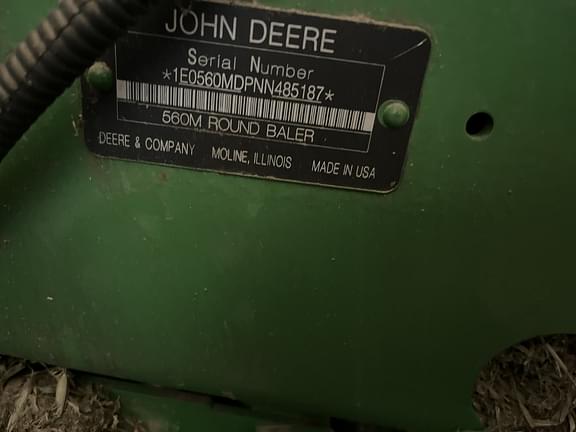 JOHN DEERE
Serial Number
*1E0560MDPNN485187*
560M ROUND BALER
DEERE & COMPANY MOLINE, ILLINOIS MADE IN USA